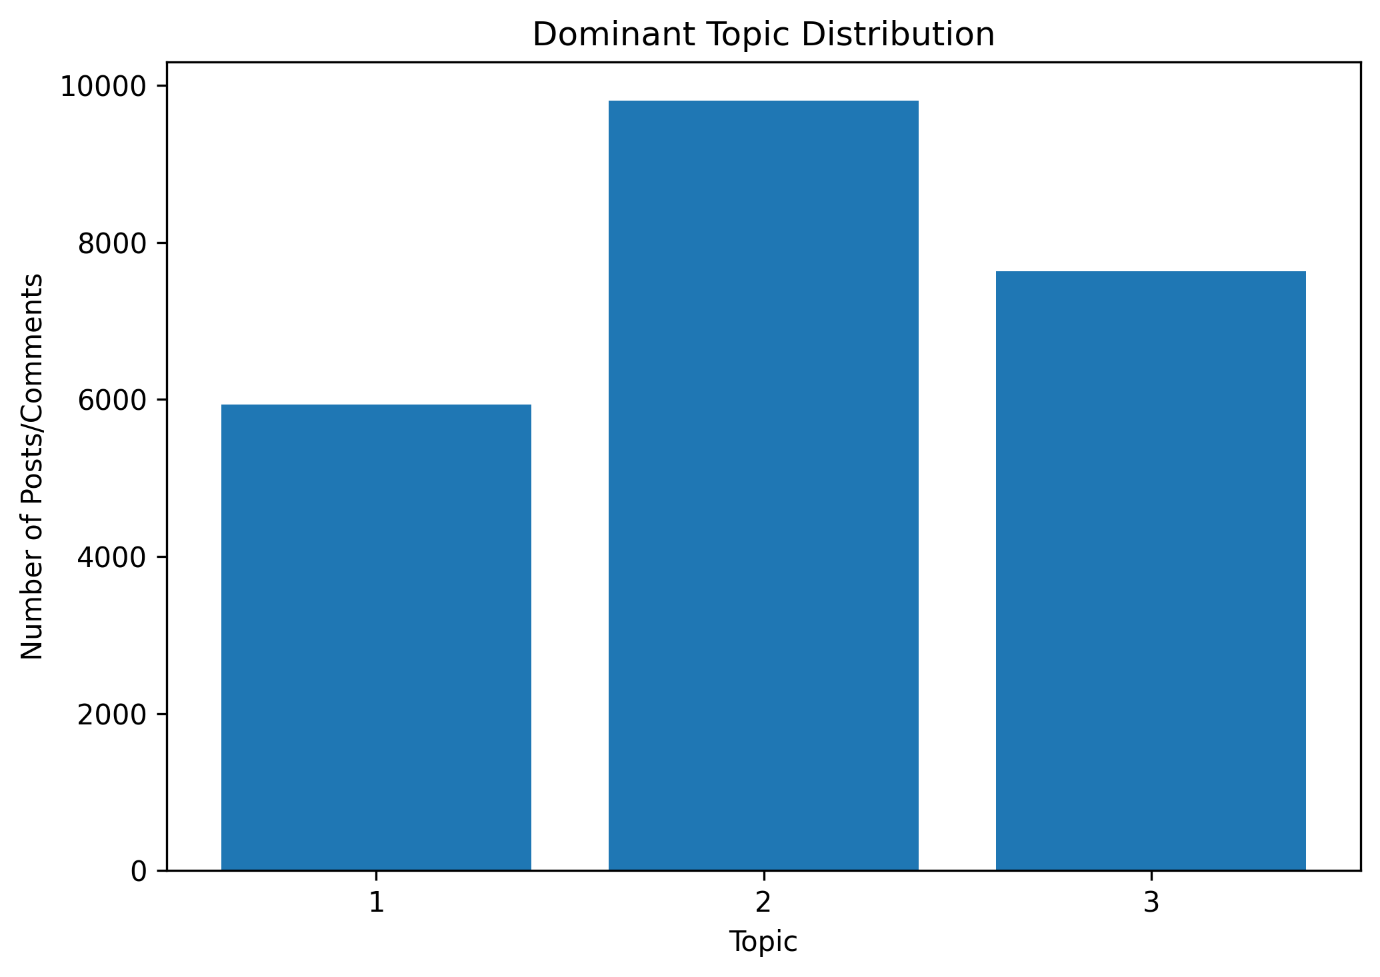 Dominant Topic Distribution
10000
8000
6000
4000
2000
0
Number of Posts/Comments
1 2 3
Topic